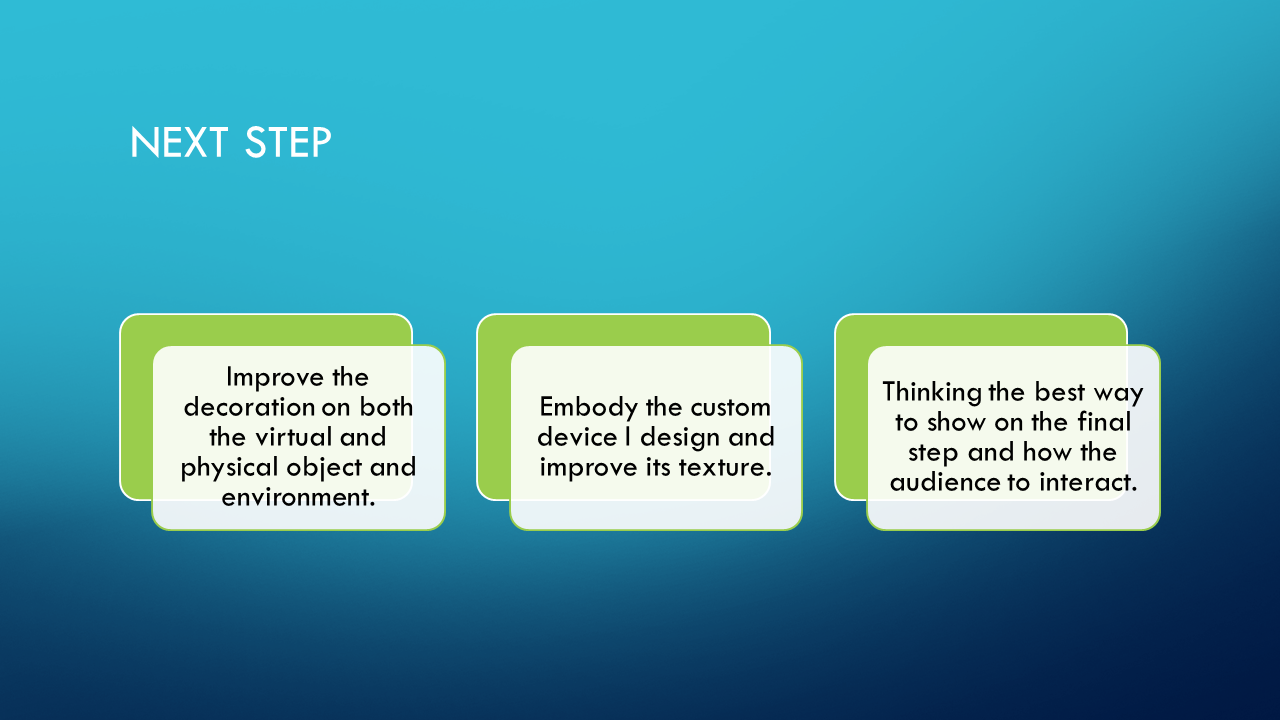 NEXT STEP
Improve the
decoration on both
the virtual and
physical object and
environment.
Embody the custom
device I design and
improve its texture.
Thinking the best way
to show on the final
step and how the
audience to interact.